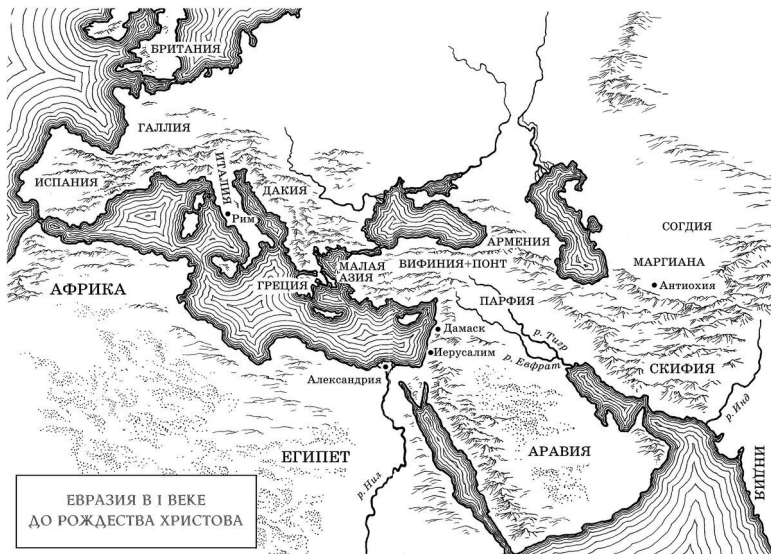 БРИТАНИЯ
ГАЛЛИЯ
ИСПАНИЯ
ИТАЛИЯ
Рим
ДАКИЯ
СОГДИЯ
АРМЕНИЯ
МАРГИАНА
Антиохия
МАЛАЯ
АЗИЯ
ВИФИНИЯ+ПОНТ
ГРЕЦИЯ
АФРИКА
ПАРФИЯ
Дамаск
р. Тигр
Иерусалим
р. Евфрат
СКИФИЯ
Александрия
р. Инд
ЕГИПЕТ
АРАВИЯ
ИНДИЯ
р. Нил
ЕВРАЗИЯ В I ВЕКЕ
ДО РОЖДЕСТВА ХРИСТОВА